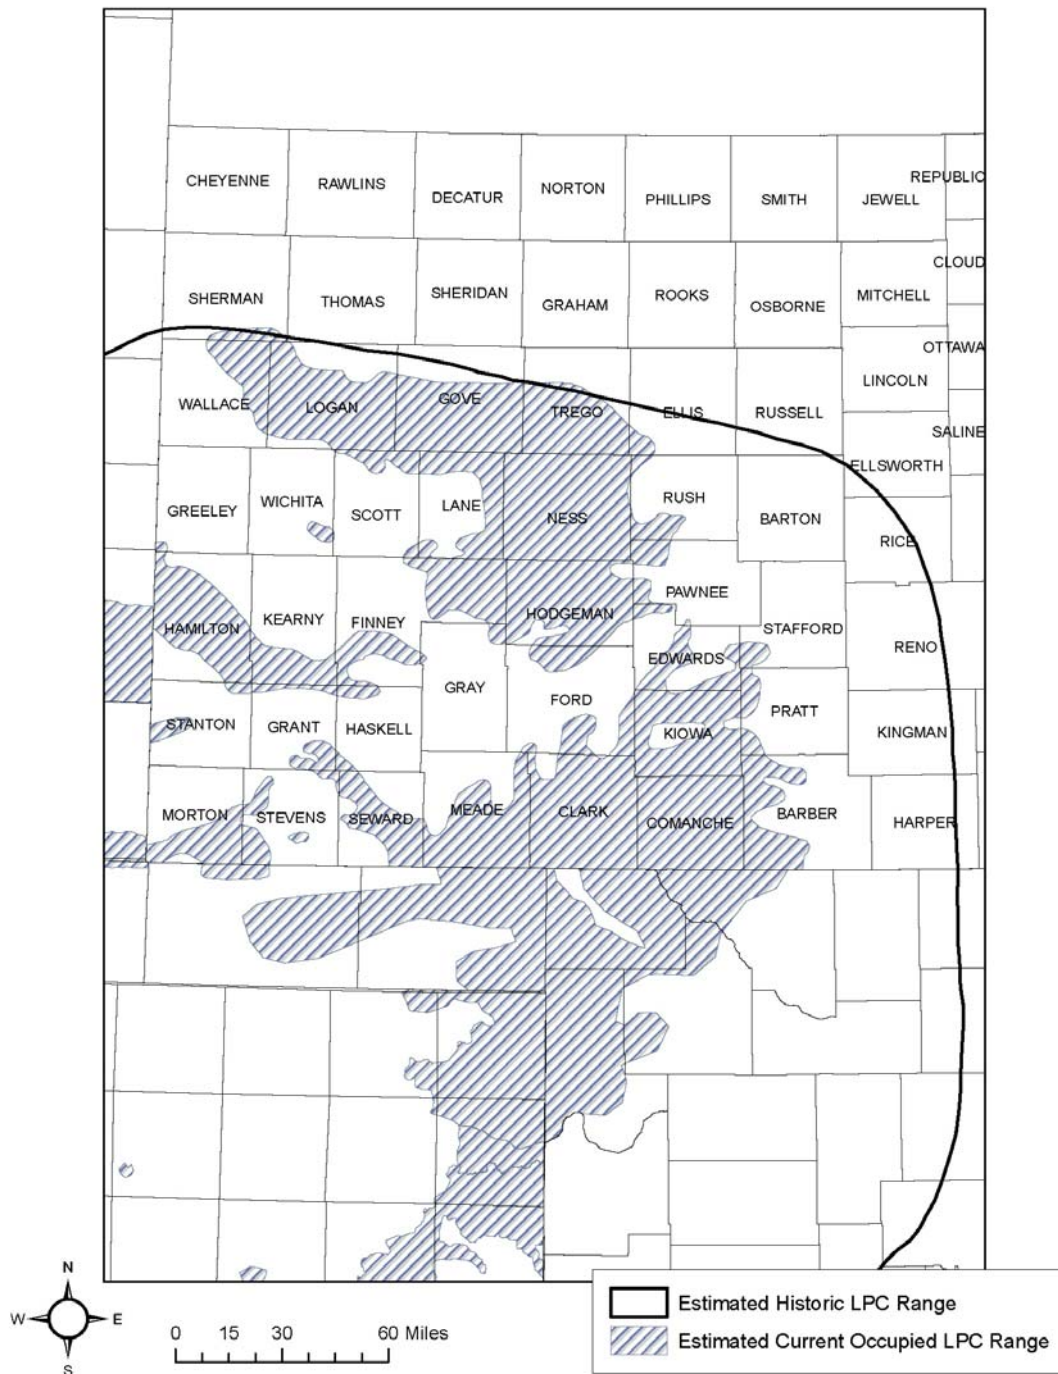 CHEYENNE RAWLINS DECATUR NORTON PHILLIPS SMITH JEWELL REPUBLIC
SHERMAN THOMAS SHERIDAN GRAHAM ROOKS OSBORNE MITCHELL CLOUD
WALLACE LOGAN GOVE TREGO ELLIS RUSSELL LINCOLN OTTAWA
GREELEY WICHITA SCOTT LANE NESS RUSH BARTON ELLSWORTH SALINE
HAMILTON KEARNY FINNEY HODGEMAN PAWNEE STAFFORD RICE
STANTON GRANT HASKELL GRAY FORD EDWARDS KIOWA PRATT RENO
MORTON STEVENS SEWARD MEADE CLARK COMANCHE BARBER KINGMAN
HARPER
N
W E
S
0 15 30 60 Miles
Estimated Historic LPC Range
Estimated Current Occupied LPC Range